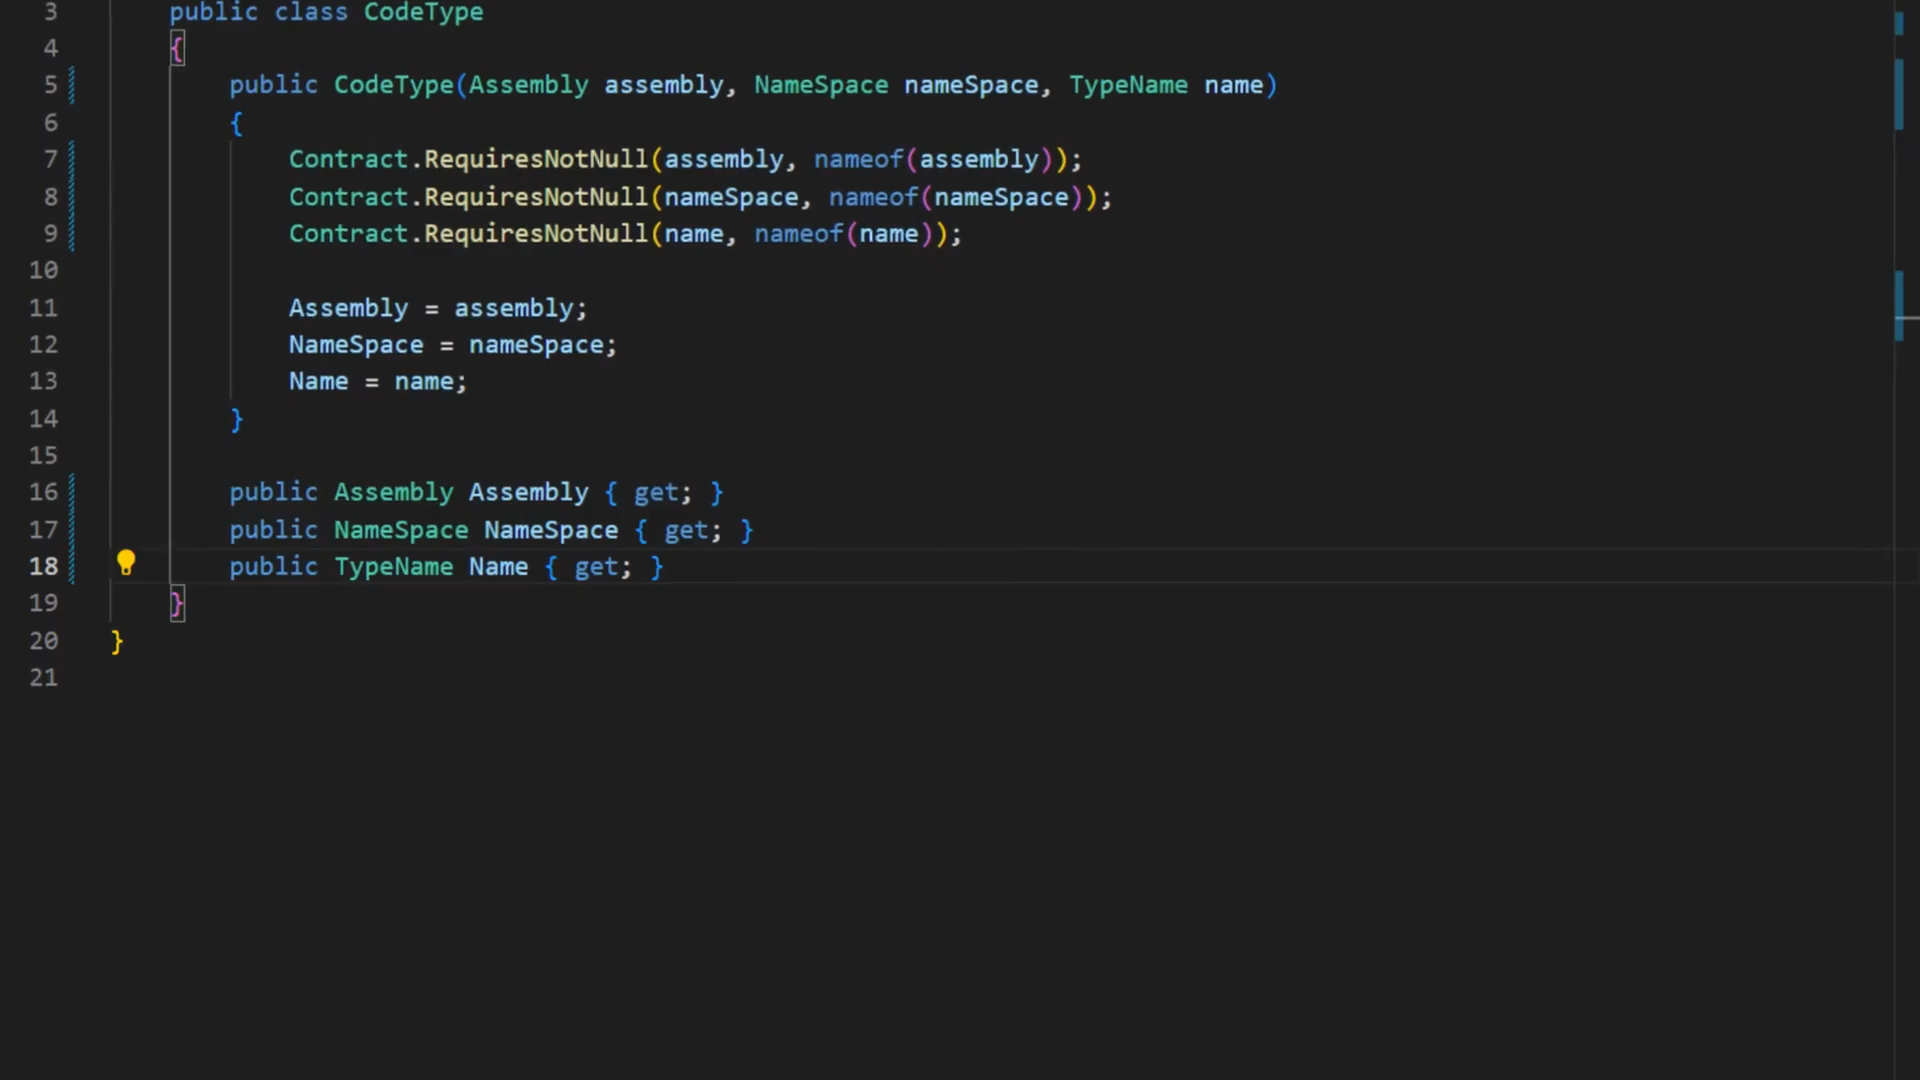 3 public class CodeType
4 {
5 public CodeType(Assembly assembly, NameSpace nameSpace, TypeName name)
6 {
7 Contract.RequiresNotNull(assembly, nameof(assembly));
8 Contract.RequiresNotNull(nameSpace, nameof(nameSpace));
9 Contract.RequiresNotNull(name, nameof(name));
10
11 Assembly = assembly;
12 NameSpace = nameSpace;
13 Name = name;
14 }
15
16 public Assembly Assembly { get; }
17 public NameSpace NameSpace { get; }
18 public TypeName Name { get; }
19 }
20 }
21